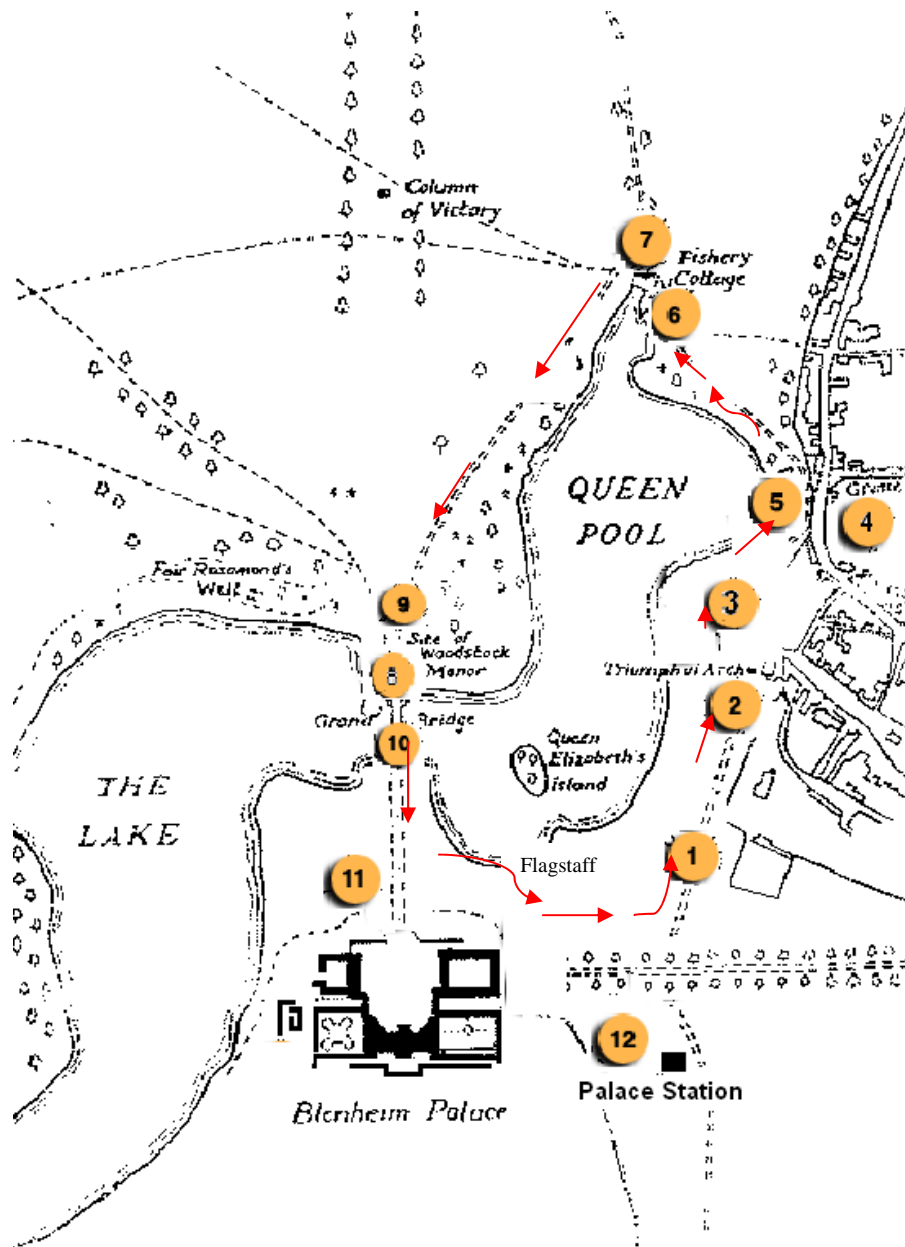 Column
of Victory
7
Fishery
Cottage
6
QUEEN
POOL
5
4
Fair Rosamond's
Well
9
3
Site of
Woodstock
Manor
8
Triumphal Arch
2
Grand Bridge
10
Queen
Elizabeth's
island
THE
LAKE
1
Flagstaff
11
12
Palace Station
Blenheim Palace